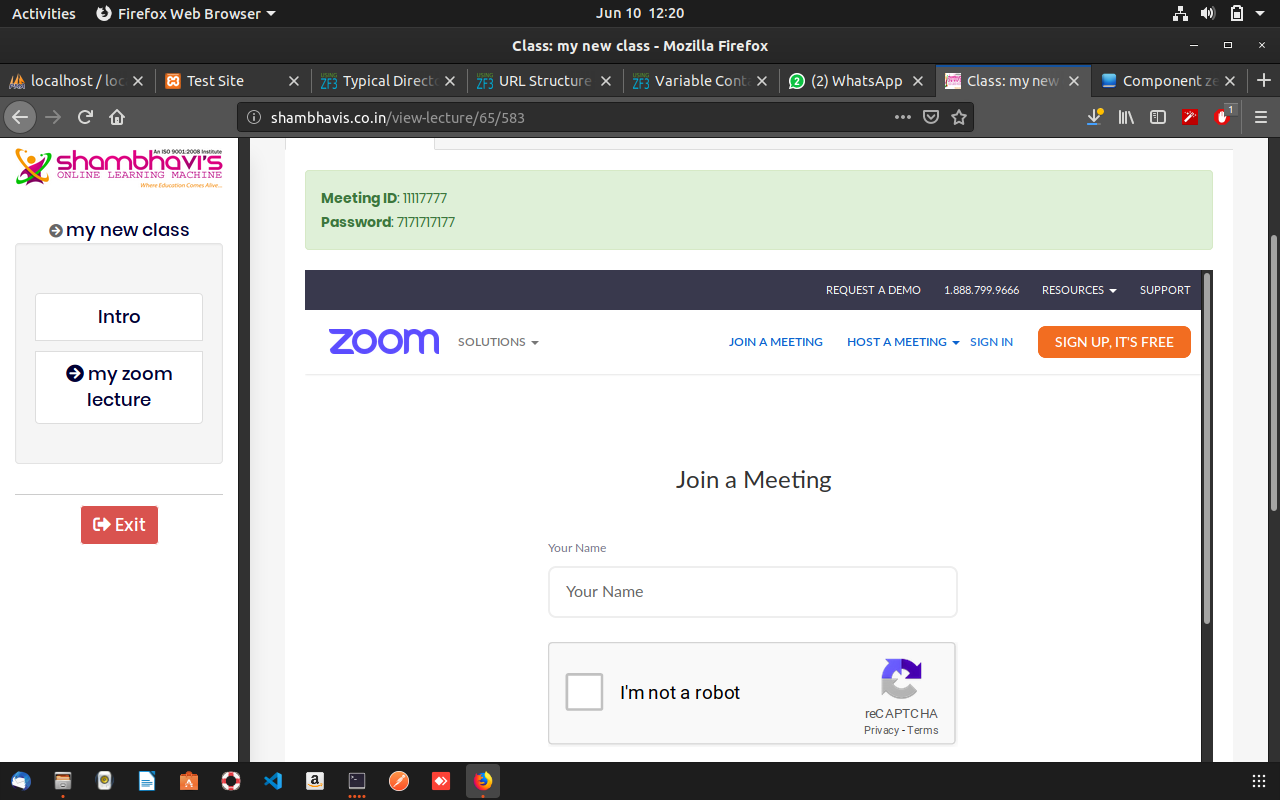 Activities Firefox Web Browser Jun 10 12:20
Class: my new class - Mozilla Firefox
localhost / loc Test Site Typical Directo URL Structure Variable Conta (2) WhatsApp Class: my new Component ze
shambhavis.co.in/view-lecture/65/583
1
An ISO 9001:2008 Institute
shambhavi's
ONLINE LEARNING MACHINE
Where Education Comes Alive...
my new class
Intro
my zoom
lecture
Exit
Meeting ID: 11117777
Password: 7171717177
REQUEST A DEMO 1.888.799.9666 RESOURCES SUPPORT
zoom SOLUTIONS JOIN A MEETING HOST A MEETING SIGN IN SIGN UP, IT'S FREE
Join a Meeting
Your Name
Your Name
I'm not a robot
reCAPTCHA
Privacy - Terms